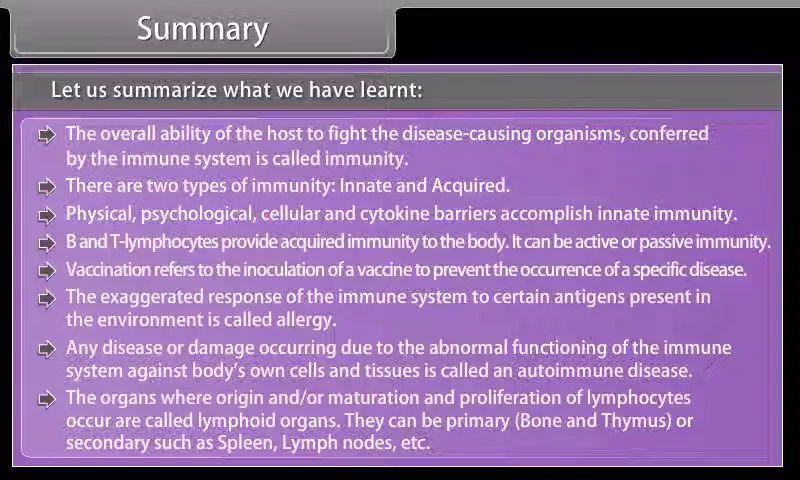 Summary
Let us summarize what we have learnt:
The overall ability of the host to fight the disease-causing organisms, conferred
by the immune system is called immunity.
There are two types of immunity: Innate and Acquired.
Physical, psychological, cellular and cytokine barriers accomplish innate immunity.
B and T-lymphocytes provide acquired immunity to the body. It can be active or passive immunity.
Vaccination refers to the inoculation of a vaccine to prevent the occurrence of a specific disease.
The exaggerated response of the immune system to certain antigens present in
the environment is called allergy.
Any disease or damage occurring due to the abnormal functioning of the immune
system against body's own cells and tissues is called an autoimmune disease.
The organs where origin and/or maturation and proliferation of lymphocytes
occur are called lymphoid organs. They can be primary (Bone and Thymus) or
secondary such as Spleen, Lymph nodes, etc.